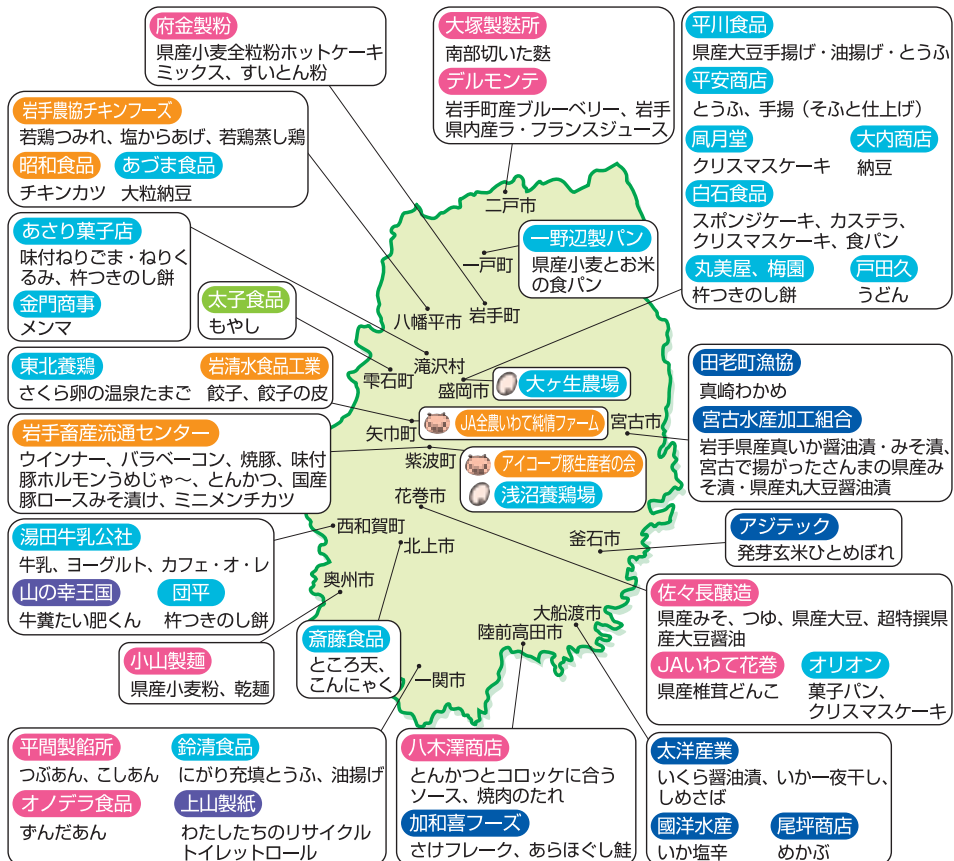 府金製粉
県産小麦全粒粉ホットケーキ
ミックス、すいとん粉
大塚製麩所
南部切いた麩
デルモンテ
岩手町産ブルーベリー、岩手
県内産ラ・フランスジュース
平川食品
県産大豆手揚げ・油揚げ・とうふ
平安商店
とうふ、手揚（そふと仕上げ）
凮月堂 大内商店
クリスマスケーキ 納豆
白石食品
スポンジケーキ、カステラ、
クリスマスケーキ、食パン
丸美屋、梅園 戸田久
杵つきのし餅 うどん
岩手農協チキンフーズ
若鶏つみれ、塩からあげ、若鶏蒸し鶏
昭和食品 あづま食品
チキンカツ 大粒納豆
あさり菓子店
味付ねりごま・ねりく
るみ、杵つきのし餅
金門商事
メンマ
太子食品
もやし
二戸市
一戸町
一野辺製パン
県産小麦とお米
の食パン
八幡平市
岩手町
滝沢村
雫石町
盛岡市
大ヶ生農場
東北養鶏 岩清水食品工業
さくら卵の温泉たまご 餃子、餃子の皮
矢巾町
JA全農いわて純情ファーム
宮古市
田老町漁協
真崎わかめ
宮古水産加工組合
岩手県産真いか醤油漬・みそ漬、
宮古で揚がったさんまの県産み
そ漬・県産丸大豆醤油漬
岩手畜産流通センター
ウインナー、バラベーコン、焼豚、味付
豚ホルモンうめじゃ～、とんかつ、国産
豚ロースみそ漬け、ミニメンチカツ
紫波町
アイコープ豚生産者の会
浅沼養鶏場
花巻市
湯田牛乳公社
牛乳、ヨーグルト、カフェ・オ・レ
山の幸王国 団平
牛糞たい肥くん 杵つきのし餅
西和賀町
北上市
釜石市
アジテック
発芽玄米ひとめぼれ
奥州市
小山製麺
県産小麦粉、乾麺
斎藤食品
ところ天、
こんにゃく
大船渡市
陸前高田市
一関市
佐々長醸造
県産みそ、つゆ、県産大豆、超特撰県
産大豆醤油
JAいわて花巻 オリオン
県産椎茸どんこ 菓子パン、
クリスマスケーキ
平間製餡所 鈴清食品
つぶあん、こしあん にがり充填とうふ、油揚げ
オノデラ食品 上山製紙
ずんだあん わたしたちのリサイクル
トイレットロール
八木澤商店
とんかつとコロッケに合う
ソース、焼肉のたれ
加和喜フーズ
さけフレーク、あらほぐし鮭
太洋産業
いくら醤油漬、いか一夜干し、
しめさば
國洋水産 尾坪商店
いか塩辛 めかぶ